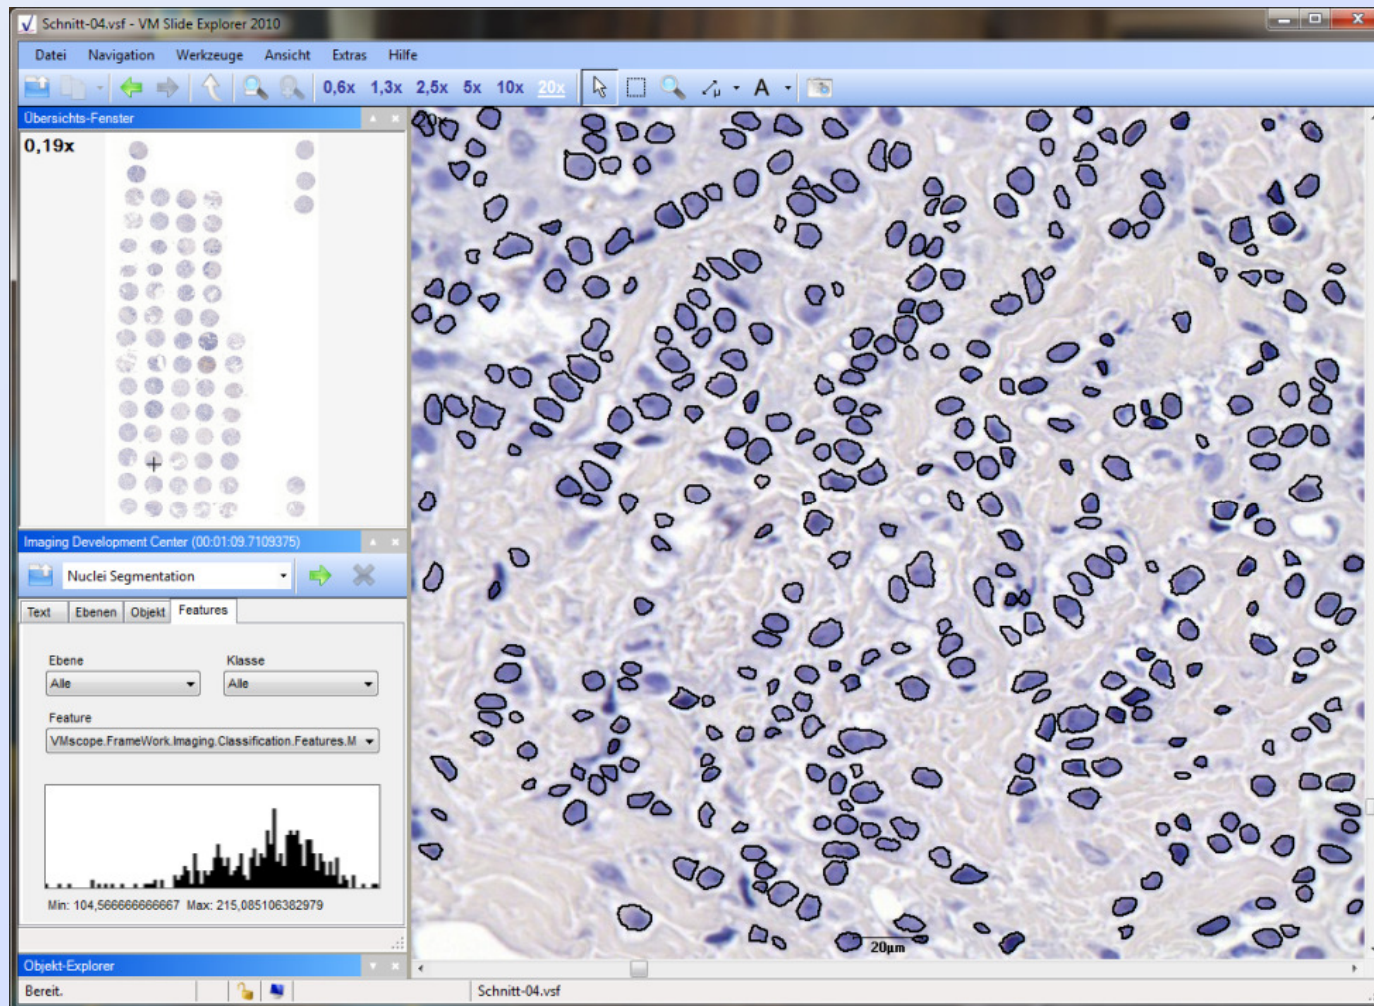 Schnitt-04.vsf - VM Slide Explorer 2010
Datei Navigation Werkzeuge Ansicht Extras Hilfe
0,6x 1,3x 2,5x 5x 10x 20x A
Übersichts-Fenster
0,19x
Imaging Development Center (00:01:09.7109375)
Nuclei Segmentation
Text Ebenen Objekt Features
Ebene Klasse
Alle Alle
Feature
VMscope.FrameWork.Imaging.Classification.Features.M
Min: 104,566666666667 Max: 215,085106382979
20µm
Objekt-Explorer
Bereit. Schnitt-04.vsf